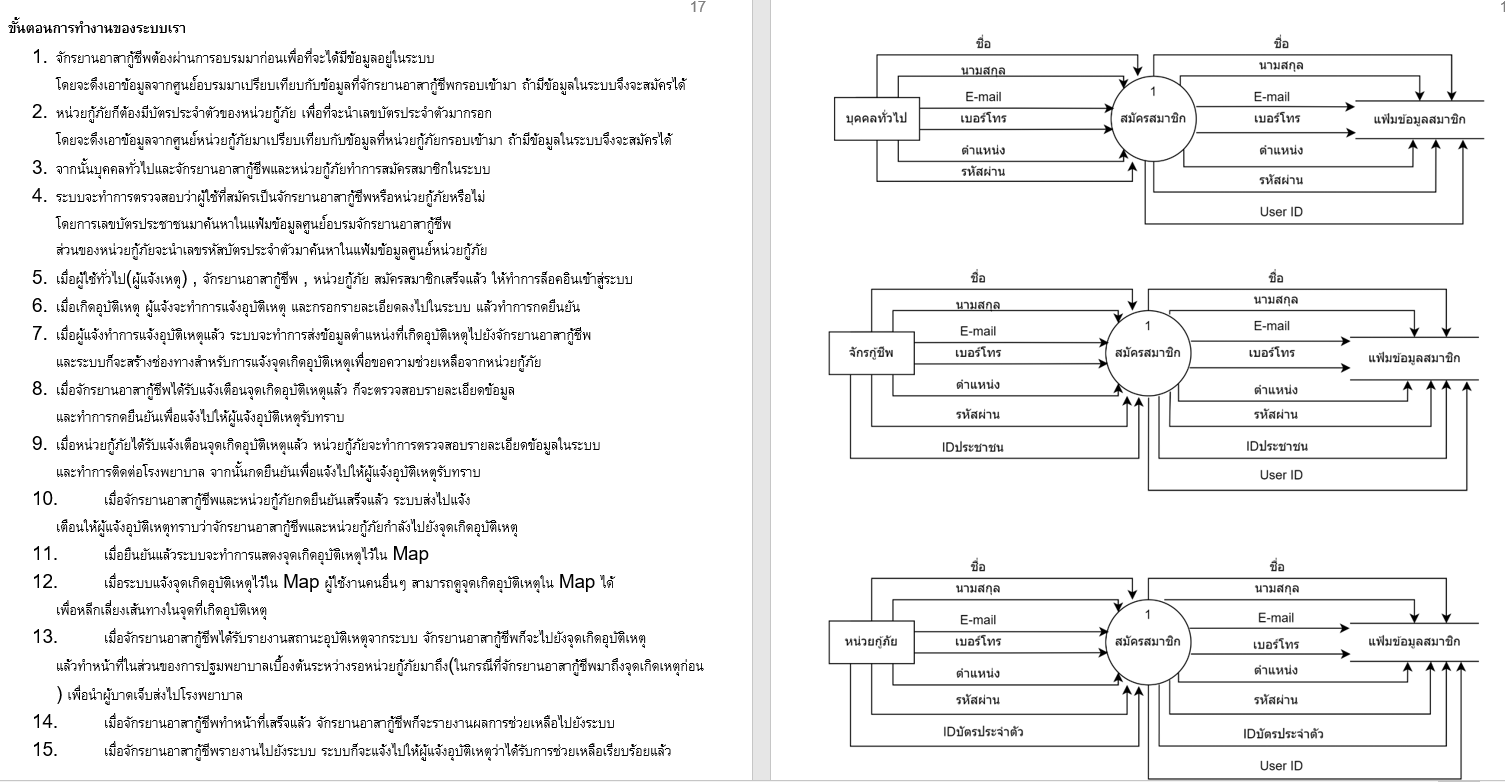 17
ขั้นตอนการทำงานของระบบเรา
1. จักรยานอาสากู้ชีพต้องผ่านการอบรมมาก่อนเพื่อที่จะได้มีข้อมูลอยู่ในระบบ
โดยจะดึงเอาข้อมูลจากศูนย์อบรมมาเปรียบเทียบกับข้อมูลที่จักรยานอาสากู้ชีพกรอบเข้ามา ถ้ามีข้อมูลในระบบจึงจะสมัครได้
2. หน่วยกู้ภัยก็ต้องมีบัตรประจำตัวของหน่วยกู้ภัย เพื่อที่จะนำเลขบัตรประจำตัวมากรอก
โดยจะดึงเอาข้อมูลจากศูนย์หน่วยกู้ภัยมาเปรียบเทียบกับข้อมูลที่หน่วยกู้ภัยกรอบเข้ามา ถ้ามีข้อมูลในระบบจึงจะสมัครได้
3. จากนั้นบุคคลทั่วไปและจักรยานอาสากู้ชีพและหน่วยกู้ภัยทำการสมัครสมาชิกในระบบ
4. ระบบจะทำการตรวจสอบว่าผู้ใช้ที่สมัครเป็นจักรยานอาสากู้ชีพหรือหน่วยกู้ภัยหรือไม่
โดยการเลขบัตรประชาชนมาค้นหาในแฟ้มข้อมูลศูนย์อบรมจักรยานอาสากู้ชีพ
ส่วนของหน่วยกู้ภัยจะนำเลขรหัสบัตรประจำตัวมาค้นหาในแฟ้มข้อมูลศูนย์หน่วยกู้ภัย
5. เมื่อผู้ใช้ทั่วไป(ผู้แจ้งเหตุ) , จักรยานอาสากู้ชีพ , หน่วยกู้ภัย สมัครสมาชิกเสร็จแล้ว ให้ทำการล็อคอินเข้าสู่ระบบ
6. เมื่อเกิดอุบัติเหตุ ผู้แจ้งจะทำการแจ้งอุบัติเหตุ และกรอกรายละเอียดลงไปในระบบ แล้วทำการกดยืนยัน
7. เมื่อผู้แจ้งทำการแจ้งอุบัติเหตุแล้ว ระบบจะทำการส่งข้อมูลตำแหน่งที่เกิดอุบัติเหตุไปยังจักรยานอาสากู้ชีพ
และระบบก็จะสร้างช่องทางสำหรับการแจ้งจุดเกิดอุบัติเหตุเพื่อขอความช่วยเหลือจากหน่วยกู้ภัย
8. เมื่อจักรยานอาสากู้ชีพได้รับแจ้งเตือนจุดเกิดอุบัติเหตุแล้ว ก็จะตรวจสอบรายละเอียดข้อมูล
และทำการกดยืนยันเพื่อแจ้งไปให้ผู้แจ้งอุบัติเหตุรับทราบ
9. เมื่อหน่วยกู้ภัยได้รับแจ้งเตือนจุดเกิดอุบัติเหตุแล้ว หน่วยกู้ภัยจะทำการตรวจสอบรายละเอียดข้อมูลในระบบ
และทำการติดต่อโรงพยาบาล จากนั้นกดยืนยันเพื่อแจ้งไปให้ผู้แจ้งอุบัติเหตุรับทราบ
10. เมื่อจักรยานอาสากู้ชีพและหน่วยกู้ภัยกดยืนยันเสร็จแล้ว ระบบส่งไปแจ้ง
เตือนให้ผู้แจ้งอุบัติเหตุทราบว่าจักรยานอาสากู้ชีพและหน่วยกู้ภัยกำลังไปยังจุดเกิดอุบัติเหตุ
11. เมื่อยืนยันแล้วระบบจะทำการแสดงจุดเกิดอุบัติเหตุไว้ใน Map
12. เมื่อระบบแจ้งจุดเกิดอุบัติเหตุไว้ใน Map ผู้ใช้งานคนอื่นๆ สามารถดูจุดเกิดอุบัติเหตุใน Map ได้
เพื่อหลีกเลี่ยงเส้นทางในจุดที่เกิดอุบัติเหตุ
13. เมื่อจักรยานอาสากู้ชีพได้รับรายงานสถานะอุบัติเหตุจากระบบ จักรยานอาสากู้ชีพก็จะไปยังจุดเกิดอุบัติเหตุ
แล้วทำหน้าที่ในส่วนของการปฐมพยาบาลเบื้องต้นระหว่างรอหน่วยกู้ภัยมาถึง(ในกรณีที่จักรยานอาสากู้ชีพมาถึงจุดเกิดเหตุก่อน
) เพื่อนำผู้บาดเจ็บส่งไปโรงพยาบาล
14. เมื่อจักรยานอาสากู้ชีพทำหน้าที่เสร็จแล้ว จักรยานอาสากู้ชีพก็จะรายงานผลการช่วยเหลือไปยังระบบ
15. เมื่อจักรยานอาสากู้ชีพรายงานไปยังระบบ ระบบก็จะแจ้งไปให้ผู้แจ้งอุบัติเหตุว่าได้รับการช่วยเหลือเรียบร้อยแล้ว
1
ชื่อ ชื่อ
นามสกุล นามสกุล
E-mail 1 E-mail
บุคคลทั่วไป เบอร์โทร สมัครสมาชิก เบอร์โทร แฟ้มข้อมูลสมาชิก
ตำแหน่ง ตำแหน่ง
รหัสผ่าน รหัสผ่าน
User ID
ชื่อ ชื่อ
นามสกุล นามสกุล
E-mail 1 E-mail
จักรกู่ชีพ เบอร์โทร สมัครสมาชิก เบอร์โทร แฟ้มข้อมูลสมาชิก
ตำแหน่ง ตำแหน่ง
รหัสผ่าน รหัสผ่าน
IDประชาชน IDประชาชน
User ID
ชื่อ ชื่อ
นามสกุล นามสกุล
E-mail 1 E-mail
หน่วยกู่ภัย เบอร์โทร สมัครสมาชิก เบอร์โทร แฟ้มข้อมูลสมาชิก
ตำแหน่ง ตำแหน่ง
รหัสผ่าน รหัสผ่าน
IDบัตรประจำตัว IDบัตรประจำตัว
User ID